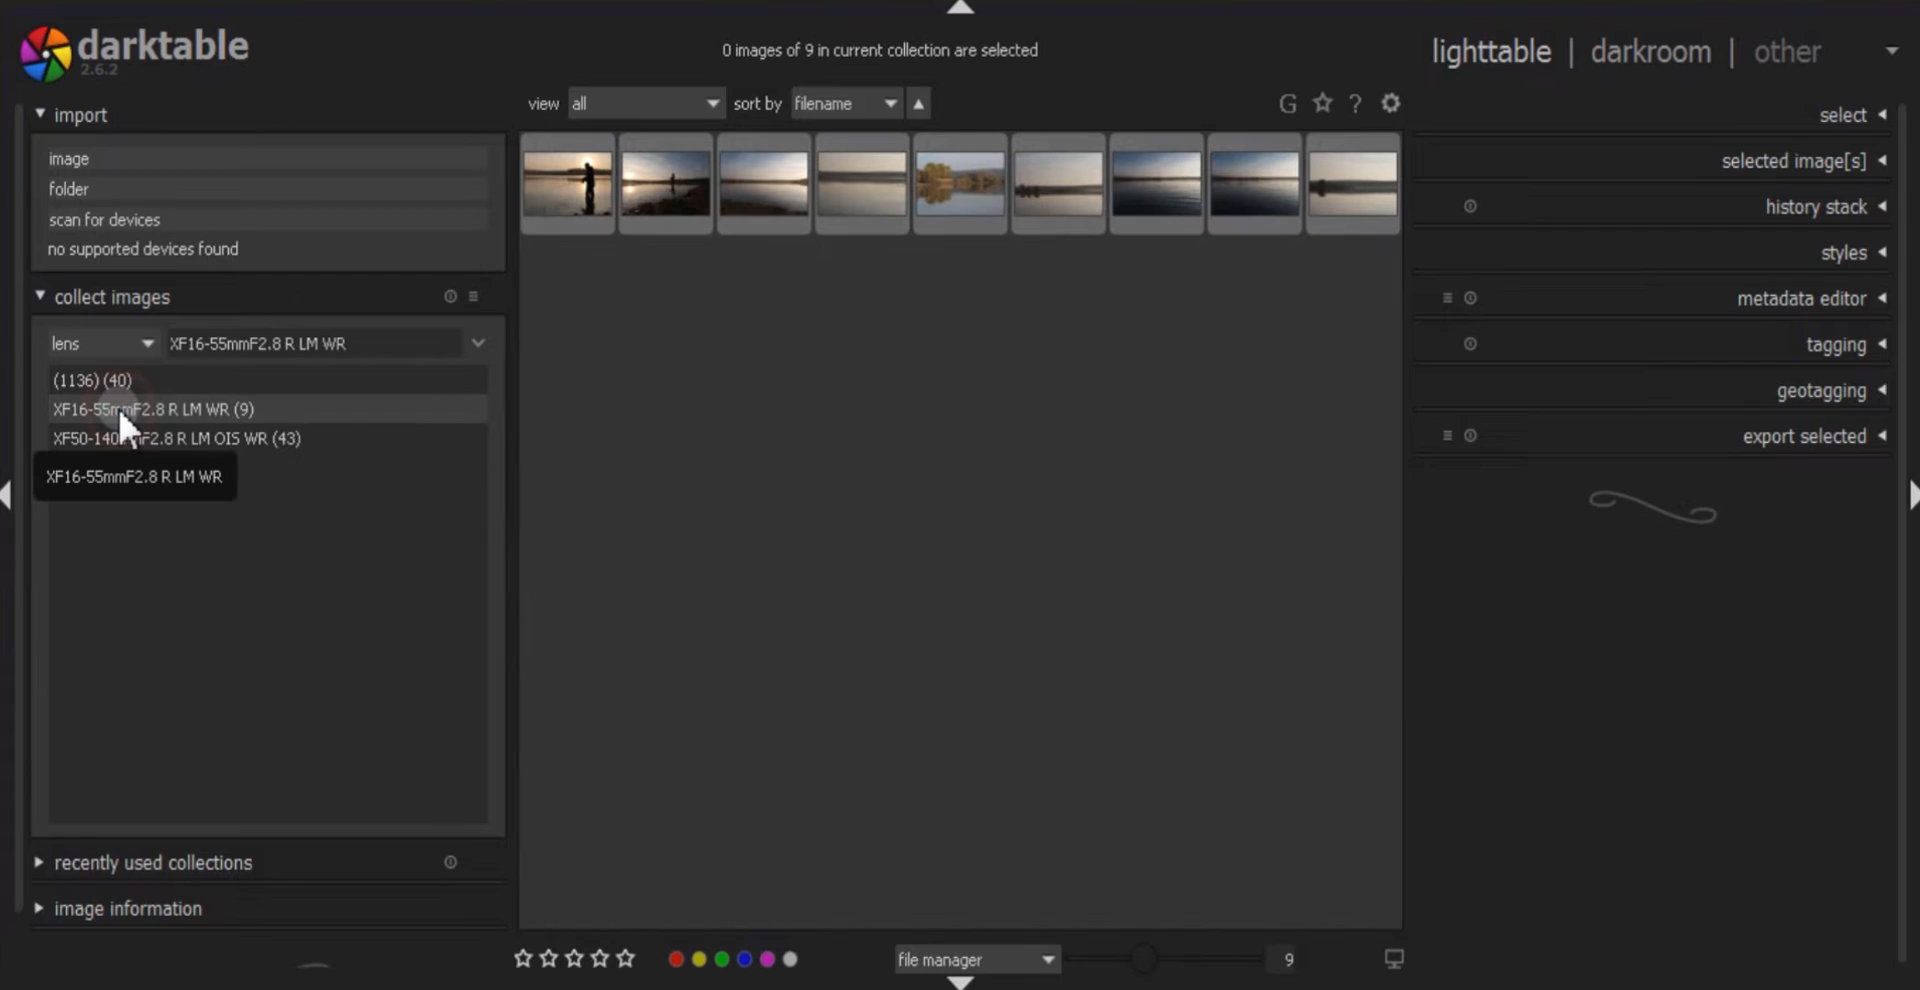 darktable
2.6.2
0 images of 9 in current collection are selected
lighttable | darkroom | other
view all sort by filename
G ☆ ?
import
image
folder
scan for devices
no supported devices found
collect images
lens XF16-55mmF2.8 R LM WR
(1136) (40)
XF16-55mmF2.8 R LM WR (9)
F2.8 R LM OIS WR (43)
XF16-55mmF2.8 R LM WR
recently used collections
image information
select
selected image[s]
history stack
styles
metadata editor
tagging
geotagging
export selected
file manager 9